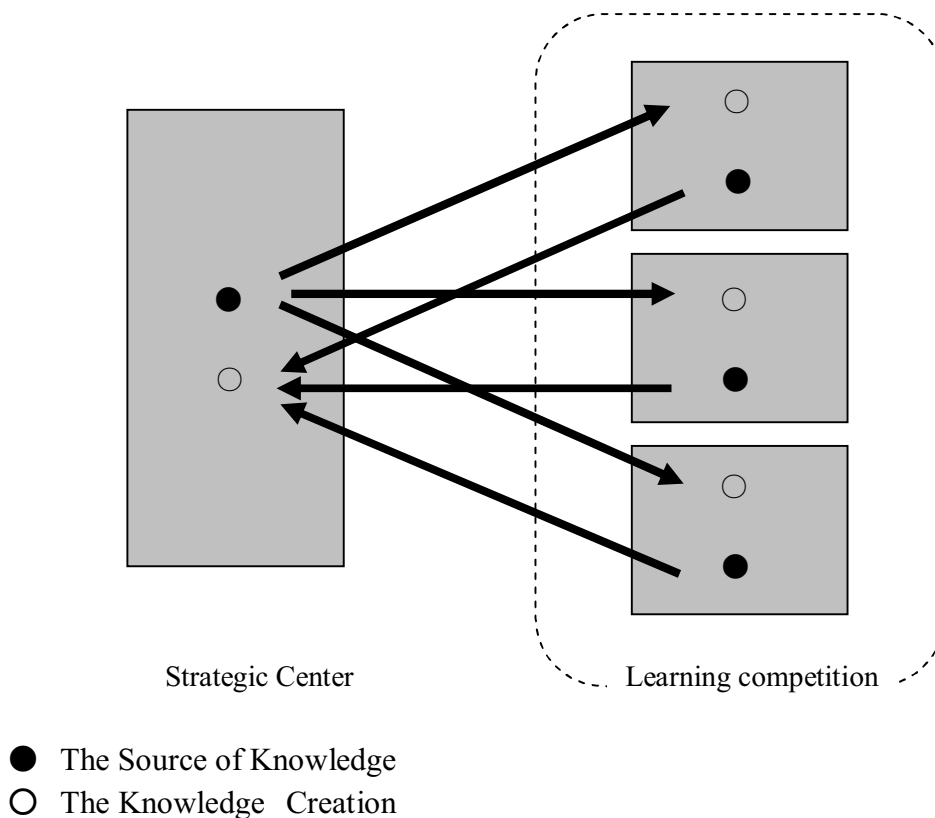 Strategic Center
Learning competition
The Source of Knowledge
The Knowledge Creation